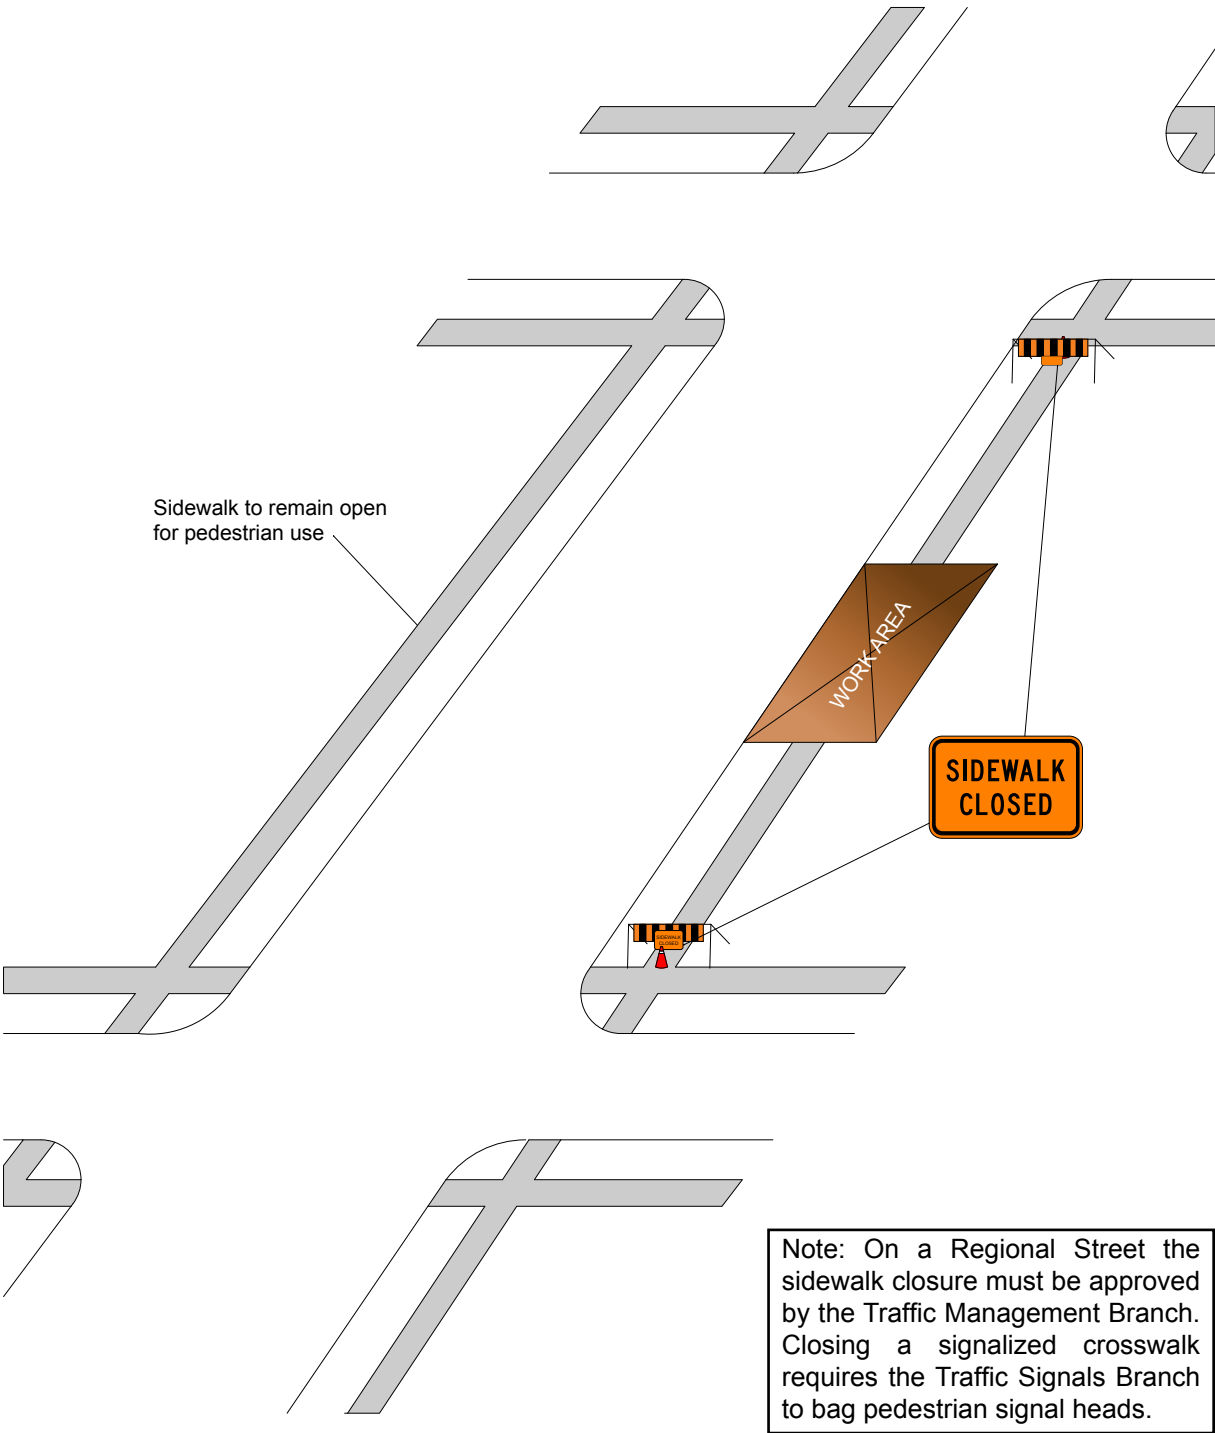 Sidewalk to remain open
for pedestrian use
WORK AREA
SIDEWALK
CLOSED
SIDEWALK
CLOSED
Note: On a Regional Street the
sidewalk closure must be approved
by the Traffic Management Branch.
Closing a signalized crosswalk
requires the Traffic Signals Branch
to bag pedestrian signal heads.